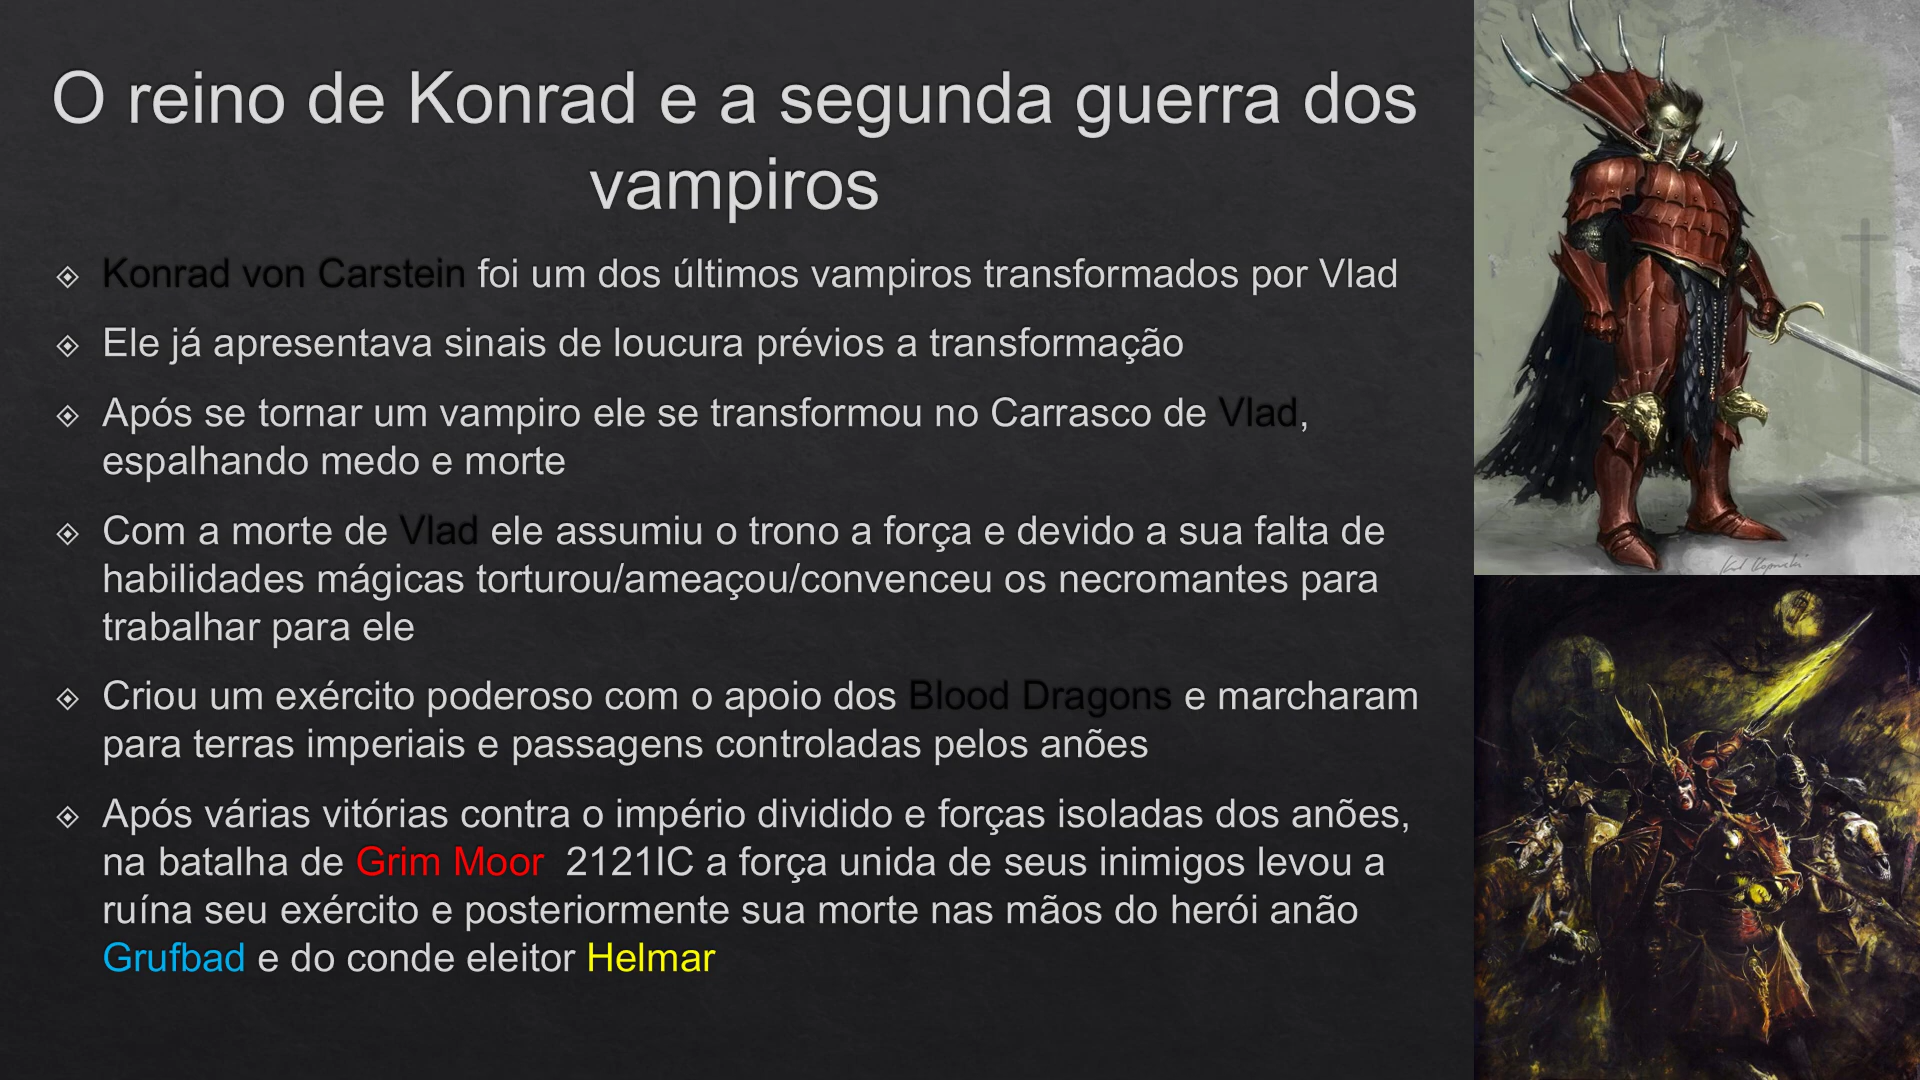 O reino de Konrad e a segunda guerra dos
vampiros
Konrad von Carstein foi um dos últimos vampiros transformados por Vlad
Ele já apresentava sinais de loucura prévios a transformação
Após se tornar um vampiro ele se transformou no Carrasco de Vlad,
espalhando medo e morte
Com a morte de Vlad ele assumiu o trono a força e devido a sua falta de
habilidades mágicas torturou/ameaçou/convenceu os necromantes para
trabalhar para ele
Criou um exército poderoso com o apoio dos Blood Dragons e marcharam
para terras imperiais e passagens controladas pelos anões
Após várias vitórias contra o império dividido e forças isoladas dos anões,
na batalha de Grim Moor 2121IC a força unida de seus inimigos levou a
ruína seu exército e posteriormente sua morte nas mãos do herói anão
Grufbad e do conde eleitor Helmar